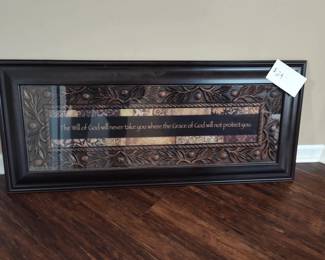 The Will of God will never take you where the Grace of God will not protect you.